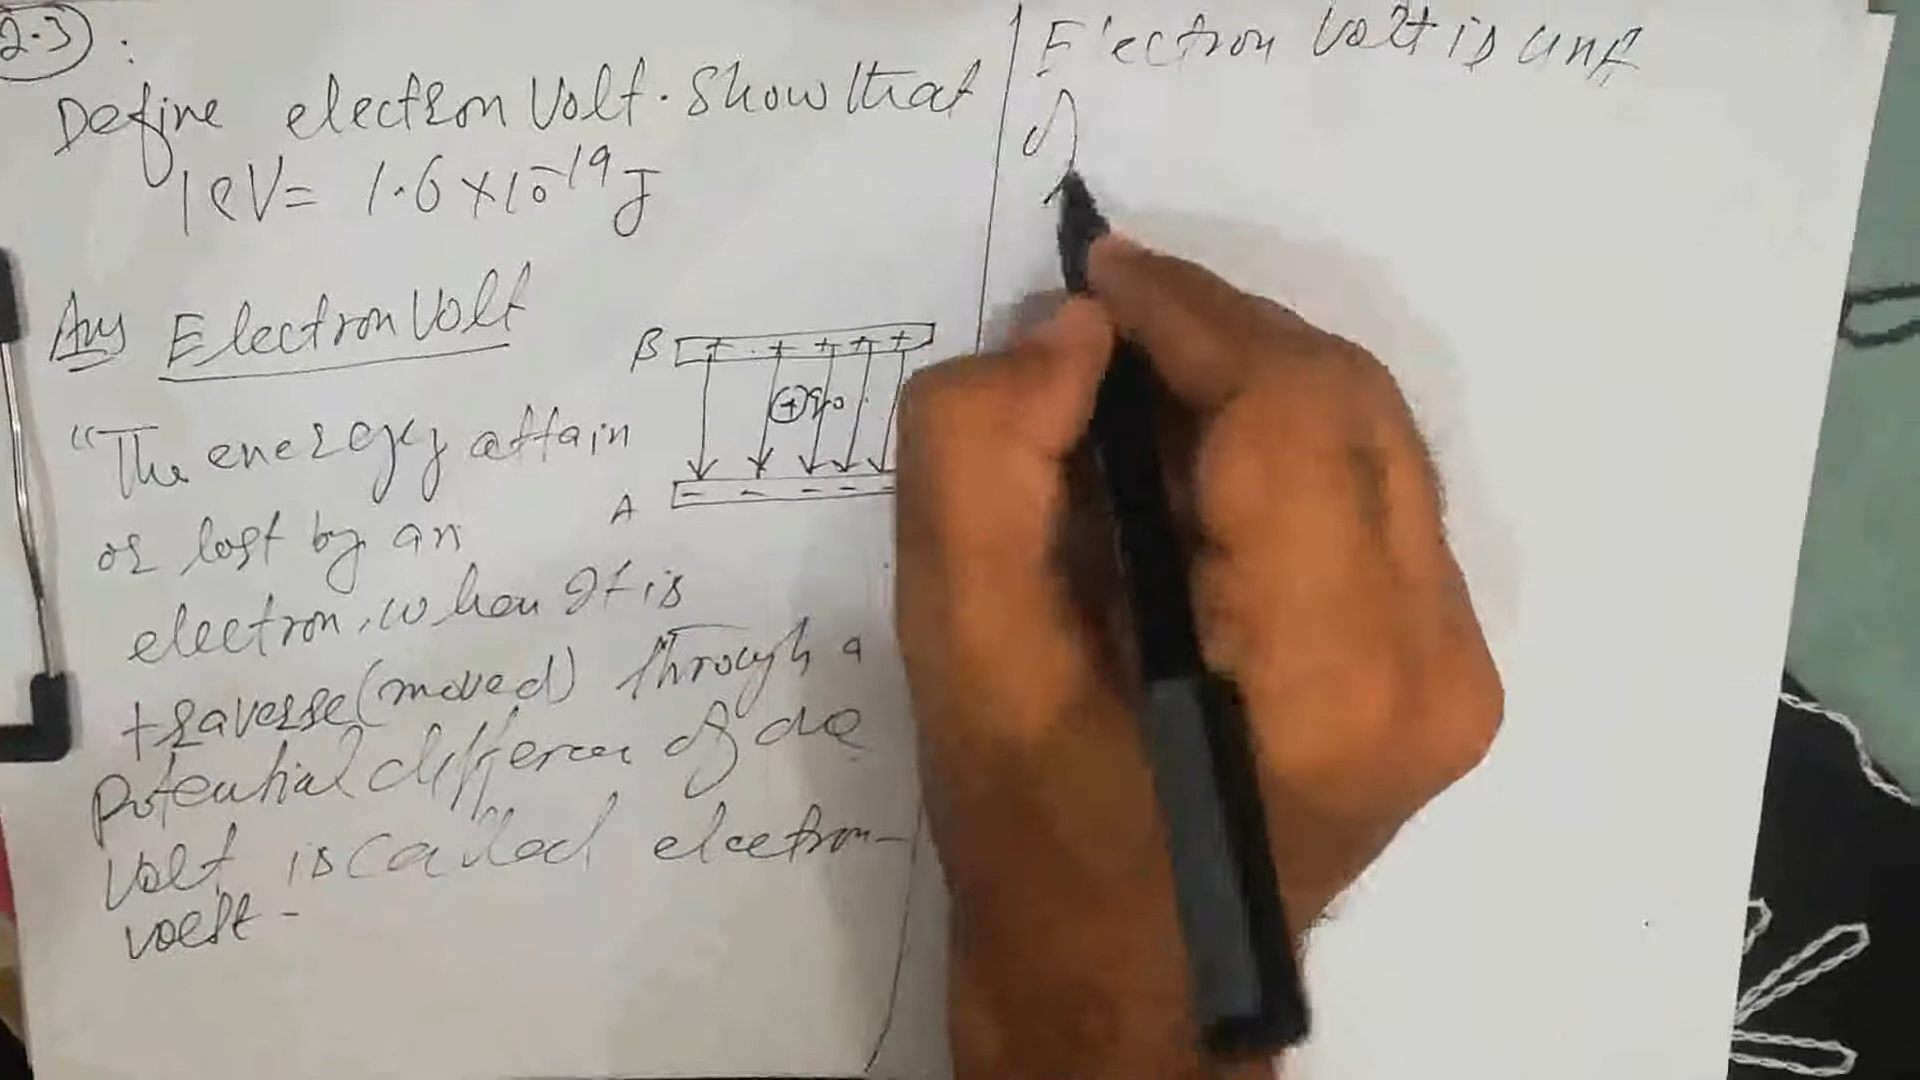 2.3) :
Define electron Volt. Show that
1eV = 1.6 x 10^-19 J
Ans Electron Volt
B + + + + +
+q₀
A - - - - -
"The energy attain
or lost by an
electron, when It is
traverse (moved) through a
potential difference of one
Volt is called electron-
volt -
Electron Volt is unit
of